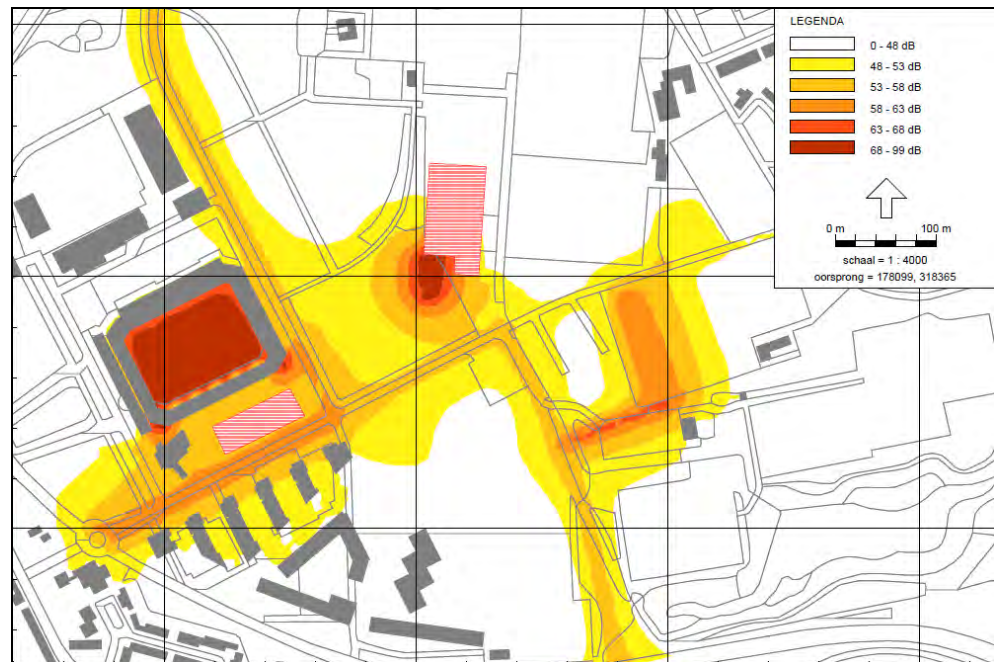 LEGENDA
0 - 48 dB
48 - 53 dB
53 - 58 dB
58 - 63 dB
63 - 68 dB
68 - 99 dB
0 m 100 m
schaal = 1 : 4000
oorsprong = 178099, 318365